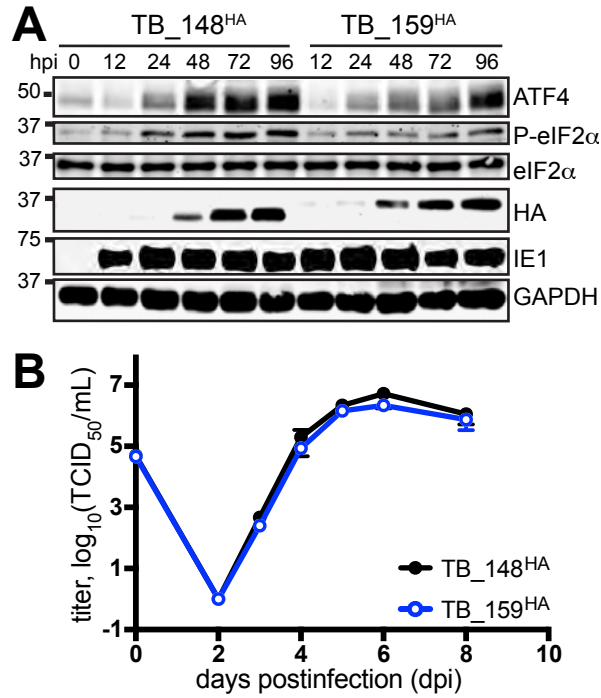 A
TB_148HA TB_159HA
hpi 0 12 24 48 72 96 12 24 48 72 96
50 ATF4
37 P-eIF2α
37 eIF2α
37 HA
75 IE1
37 GAPDH
B
titer, log10(TCID50/mL)
7
5
3
1
-1
TB_148HA
TB_159HA
0 2 4 6 8 10
days postinfection (dpi)